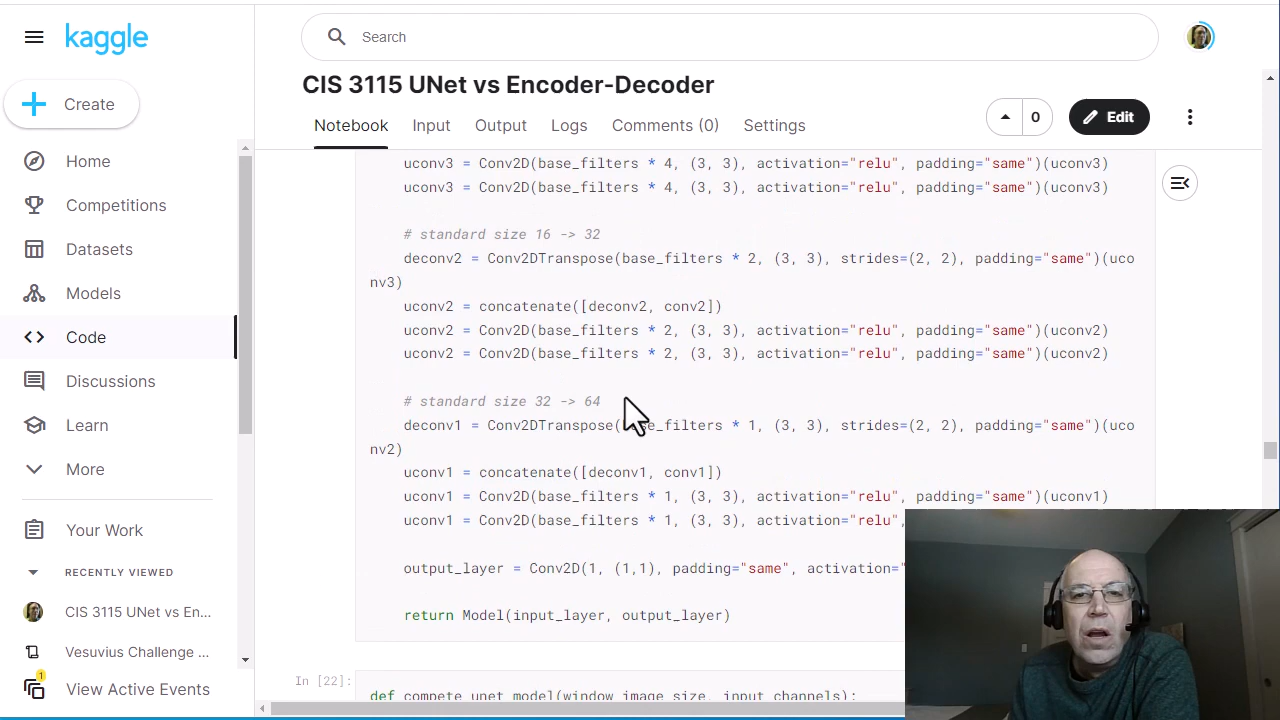 kaggle
Search
CIS 3115 UNet vs Encoder-Decoder
Create
0
Edit
Notebook
Input
Output
Logs
Comments (0)
Settings
Home
Competitions
Datasets
Models
Code
Discussions
Learn
More
Your Work
RECENTLY VIEWED
CIS 3115 UNet vs En...
Vesuvius Challenge ...
1
View Active Events
uconv3 = Conv2D(base_filters * 4, (3, 3), activation="relu", padding="same")(uconv3)
uconv3 = Conv2D(base_filters * 4, (3, 3), activation="relu", padding="same")(uconv3)
# standard size 16 -> 32
deconv2 = Conv2DTranspose(base_filters * 2, (3, 3), strides=(2, 2), padding="same")(uco
nv3)
uconv2 = concatenate([deconv2, conv2])
uconv2 = Conv2D(base_filters * 2, (3, 3), activation="relu", padding="same")(uconv2)
uconv2 = Conv2D(base_filters * 2, (3, 3), activation="relu", padding="same")(uconv2)
# standard size 32 -> 64
deconv1 = Conv2DTranspose(base_filters * 1, (3, 3), strides=(2, 2), padding="same")(uco
nv2)
uconv1 = concatenate([deconv1, conv1])
uconv1 = Conv2D(base_filters * 1, (3, 3), activation="relu", padding="same")(uconv1)
uconv1 = Conv2D(base_filters * 1, (3, 3), activation="relu",
output_layer = Conv2D(1, (1,1), padding="same", activation="
return Model(input_layer, output_layer)
In [22]:
def compete_unet_model(window_image_size, input_channels):